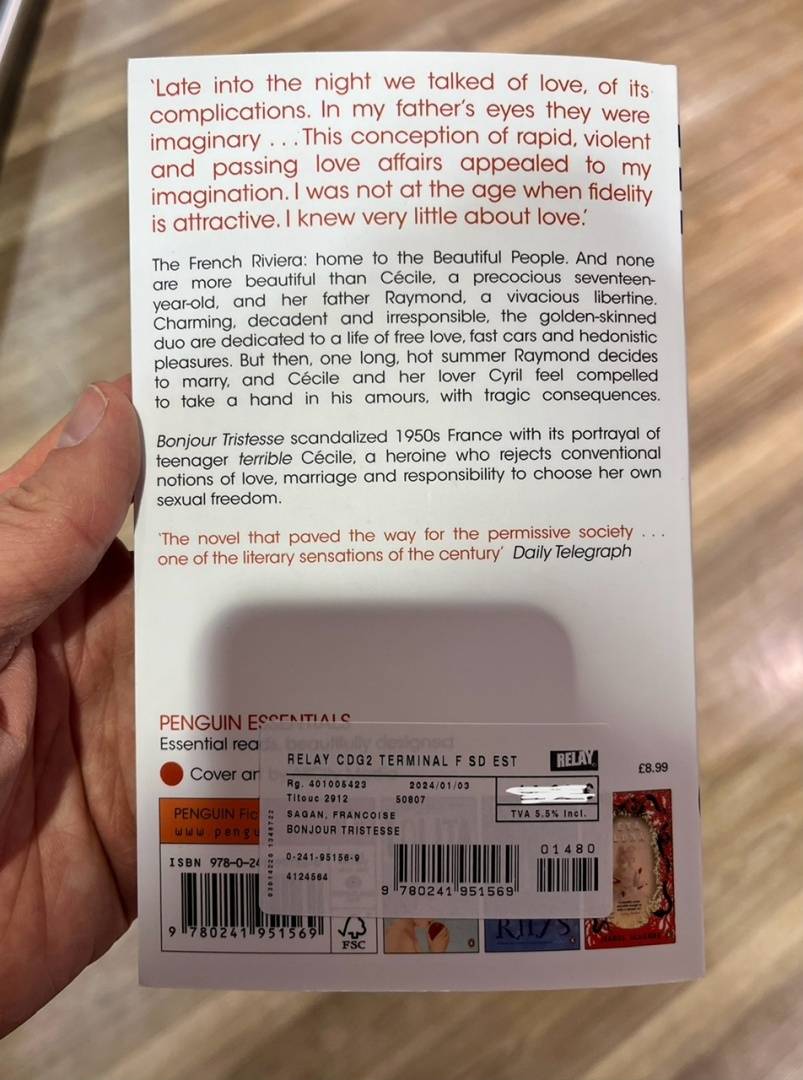 ‘Late into the night we talked of love, of its
complications. In my father’s eyes they were
imaginary . . . This conception of rapid, violent
and passing love affairs appealed to my
imagination. I was not at the age when fidelity
is attractive. I knew very little about love.’
The French Riviera: home to the Beautiful People. And none
are more beautiful than Cécile, a precocious seventeen-
year-old, and her father Raymond, a vivacious libertine.
Charming, decadent and irresponsible, the golden-skinned
duo are dedicated to a life of free love, fast cars and hedonistic
pleasures. But then, one long, hot summer Raymond decides
to marry, and Cécile and her lover Cyril feel compelled
to take a hand in his amours, with tragic consequences.
Bonjour Tristesse scandalized 1950s France with its portrayal of
teenager terrible Cécile, a heroine who rejects conventional
notions of love, marriage and responsibility to choose her own
sexual freedom.
‘The novel that paved the way for the permissive society . . .
one of the literary sensations of the century’ Daily Telegraph
PENGUIN ESSENTIALS
Essential rea beautifully designed
Cover ar
£8.99
PENGUIN Fic
www.pengu
ISBN 978-0-24
9 780241 951569
FSC
RELAY CDG2 TERMINAL F SD EST
RELAY
Rg. 401005423 2024/01/03
Titouc 2912 50807
TVA 5.5% Incl.
SAGAN, FRANCOISE
BONJOUR TRISTESSE
0-241-95156-9
4124564
9 780241 951569
01480
RHYS